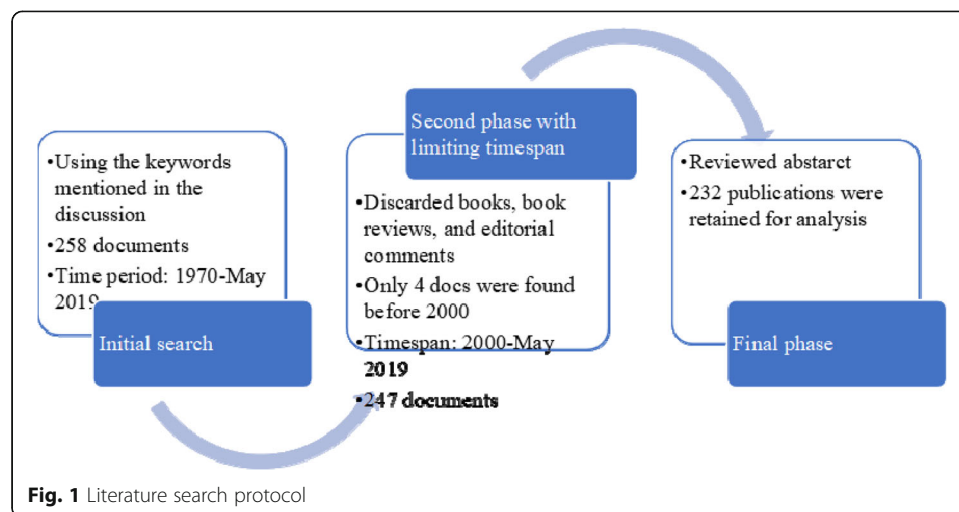 •Using the keywords
mentioned in the
discussion
•258 documents
•Time period: 1970-May
2019
Initial search
Second phase with
limiting timespan
•Discarded books, book
reviews, and editorial
comments
•Only 4 docs were found
before 2000
•Timespan: 2000-May
2019
•247 documents
•Reviewed abstarct
•232 publications were
retained for analysis
Final phase
Fig. 1 Literature search protocol